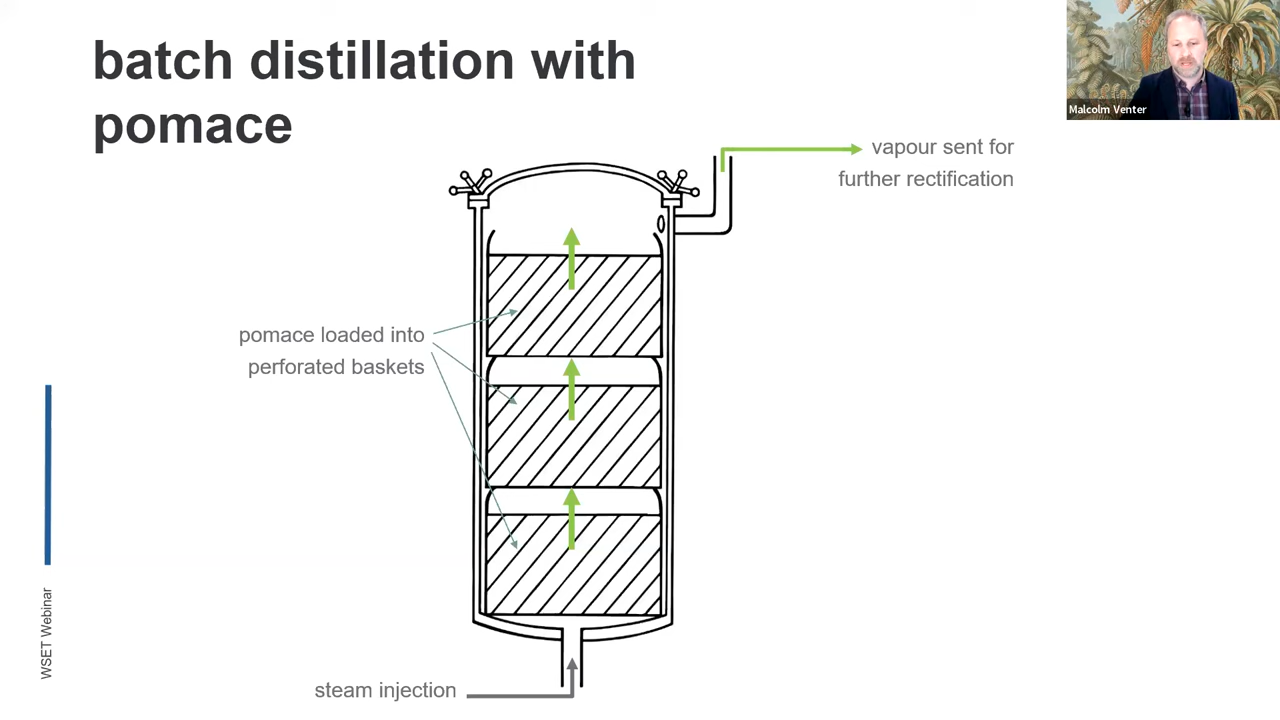 batch distillation with
pomace
Malcolm Venter
vapour sent for
further rectification
pomace loaded into
perforated baskets
steam injection
WSET Webinar